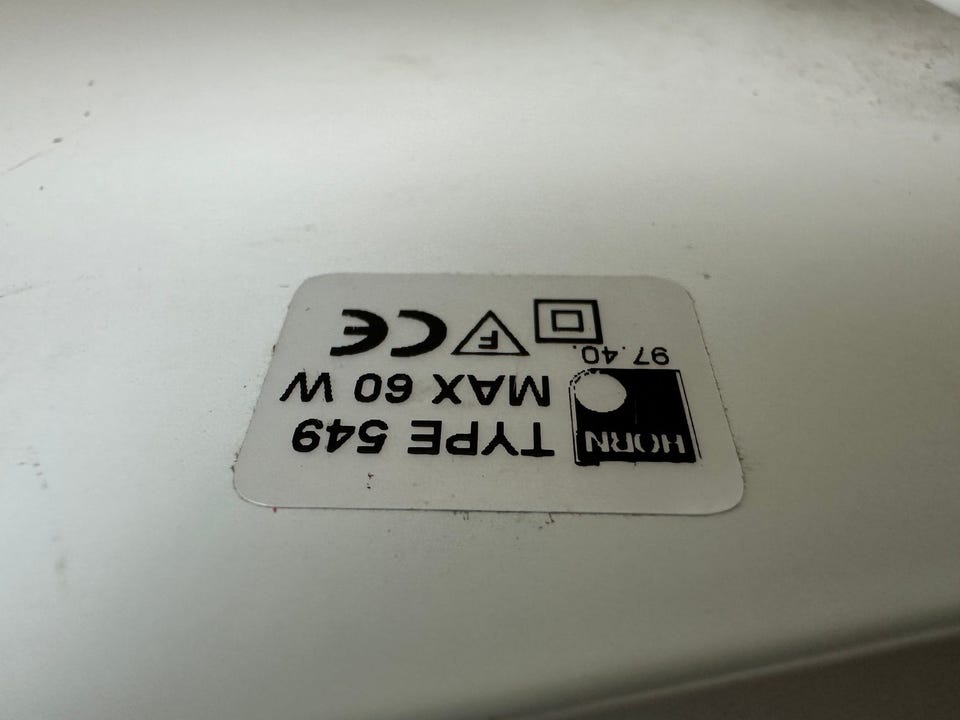 HORN
TYPE 549
MAX 60 W
97.40.
F CE